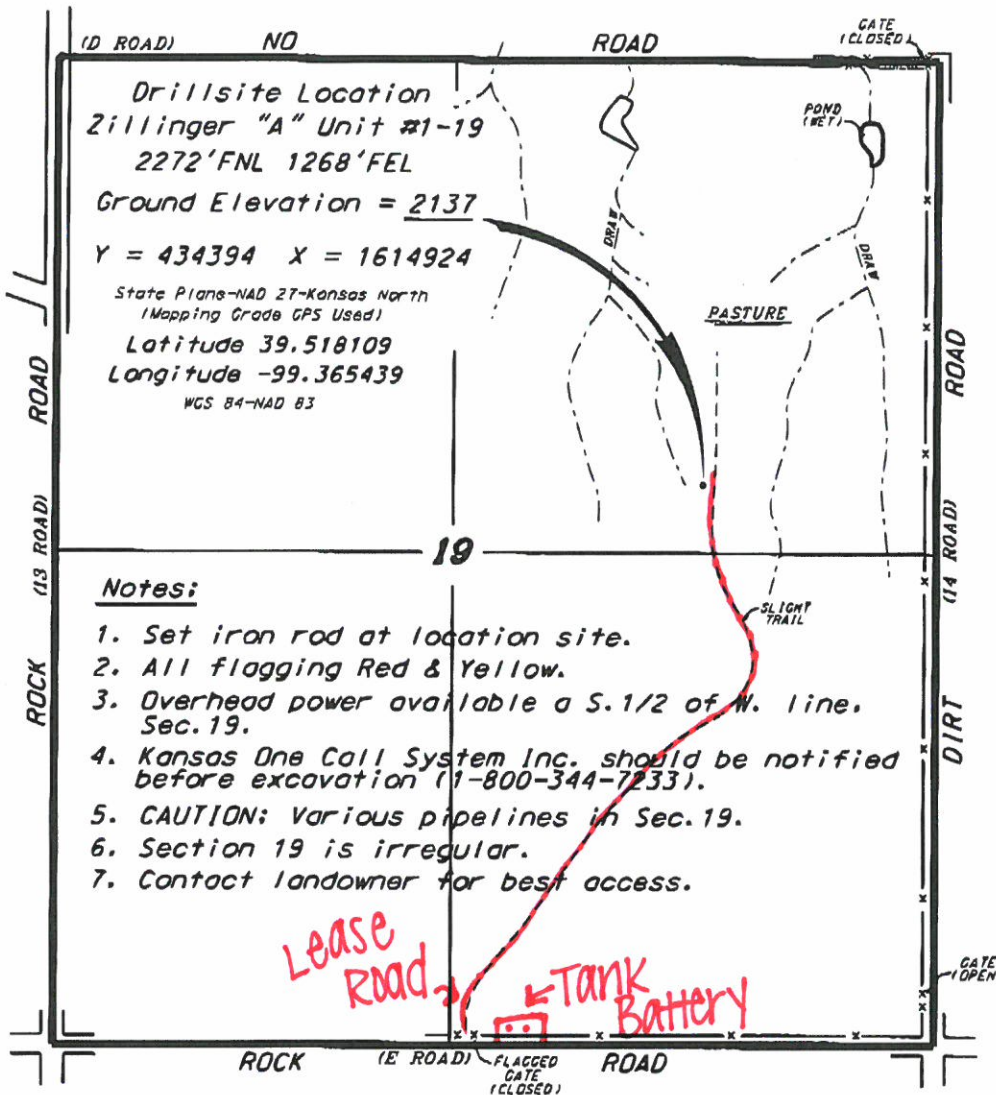 (D ROAD) NO ROAD
GATE
(CLOSED)
Drillsite Location
Zillinger "A" Unit #1-19
2272'FNL 1268'FEL
Ground Elevation = 2137
Y = 434394 X = 1614924
State Plane-NAD 27-Kansas North
(Mapping Grade GPS Used)
Latitude 39.518109
Longitude -99.365439
WGS 84-NAD 83
POND
(WET)
DRAW
DRAW
PASTURE
ROCK (13 ROAD) ROAD
DIRT (14 ROAD) ROAD
19
SLIGHT
TRAIL
Notes:
1. Set iron rod at location site.
2. All flagging Red & Yellow.
3. Overhead power available a S.1/2 of W. line.
Sec.19.
4. Kansas One Call System Inc. should be notified
before excavation (1-800-344-7233).
5. CAUTION: Various pipelines in Sec.19.
6. Section 19 is irregular.
7. Contact landowner for best access.
Lease
Road
Tank
Battery
GATE
(OPEN
ROCK (E ROAD) ROAD
FLAGGED
GATE
(CLOSED)